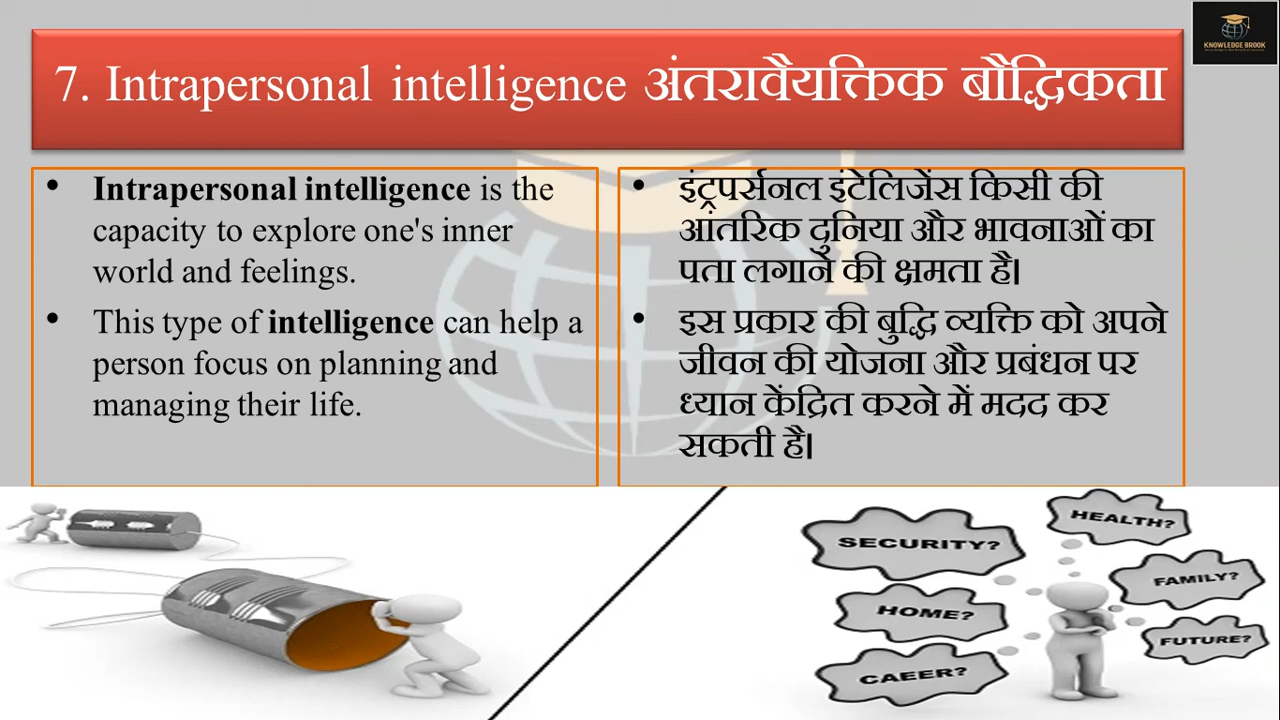 KNOWLEDGE BROOK
7. Intrapersonal intelligence अंतरावैयक्तिक बौद्धिकता
• Intrapersonal intelligence is the
capacity to explore one's inner
world and feelings.
• This type of intelligence can help a
person focus on planning and
managing their life.
• इंट्रपर्सनल इंटेलिजेंस किसी की
आंतरिक दुनिया और भावनाओं का
पता लगाने की क्षमता है।
• इस प्रकार की बुद्धि व्यक्ति को अपने
जीवन की योजना और प्रबंधन पर
ध्यान केंद्रित करने में मदद कर
सकती है।
SECURITY?
HEALTH?
HOME?
FAMILY?
CAEER?
FUTURE?